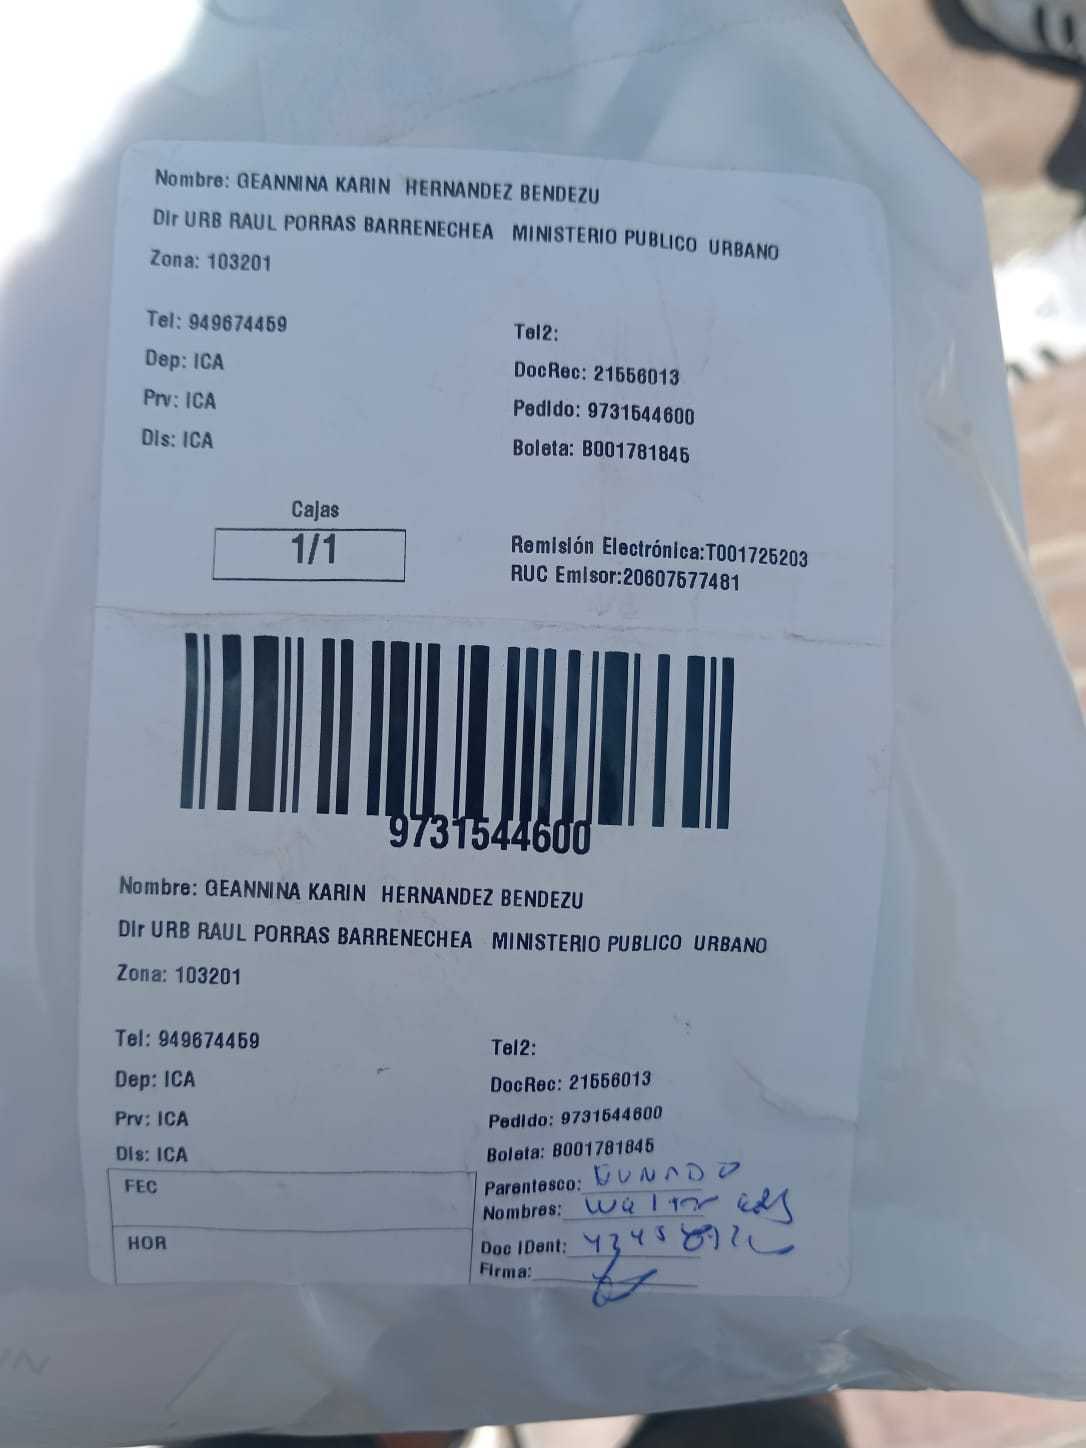 Nombre: GEANNINA KARIN HERNANDEZ BENDEZU
Dir URB RAUL PORRAS BARRENECHEA MINISTERIO PUBLICO URBANO
Zona: 103201
Tel: 949674459
Tel2:
Dep: ICA
DocRec: 21556013
Prv: ICA
Pedido: 9731544600
Dis: ICA
Boleta: B001781845
Cajas
1/1
Remisión Electrónica:T001725203
RUC Emisor:20607577481
9731544600
Nombre: GEANNINA KARIN HERNANDEZ BENDEZU
Dir URB RAUL PORRAS BARRENECHEA MINISTERIO PUBLICO URBANO
Zona: 103201
Tel: 949674459
Tel2:
Dep: ICA
DocRec: 21556013
Prv: ICA
Pedido: 9731544600
Dis: ICA
Boleta: B001781845
FEC
Parentesco:
Nombres: Walter
HOR
Doc IDent:
Firma: